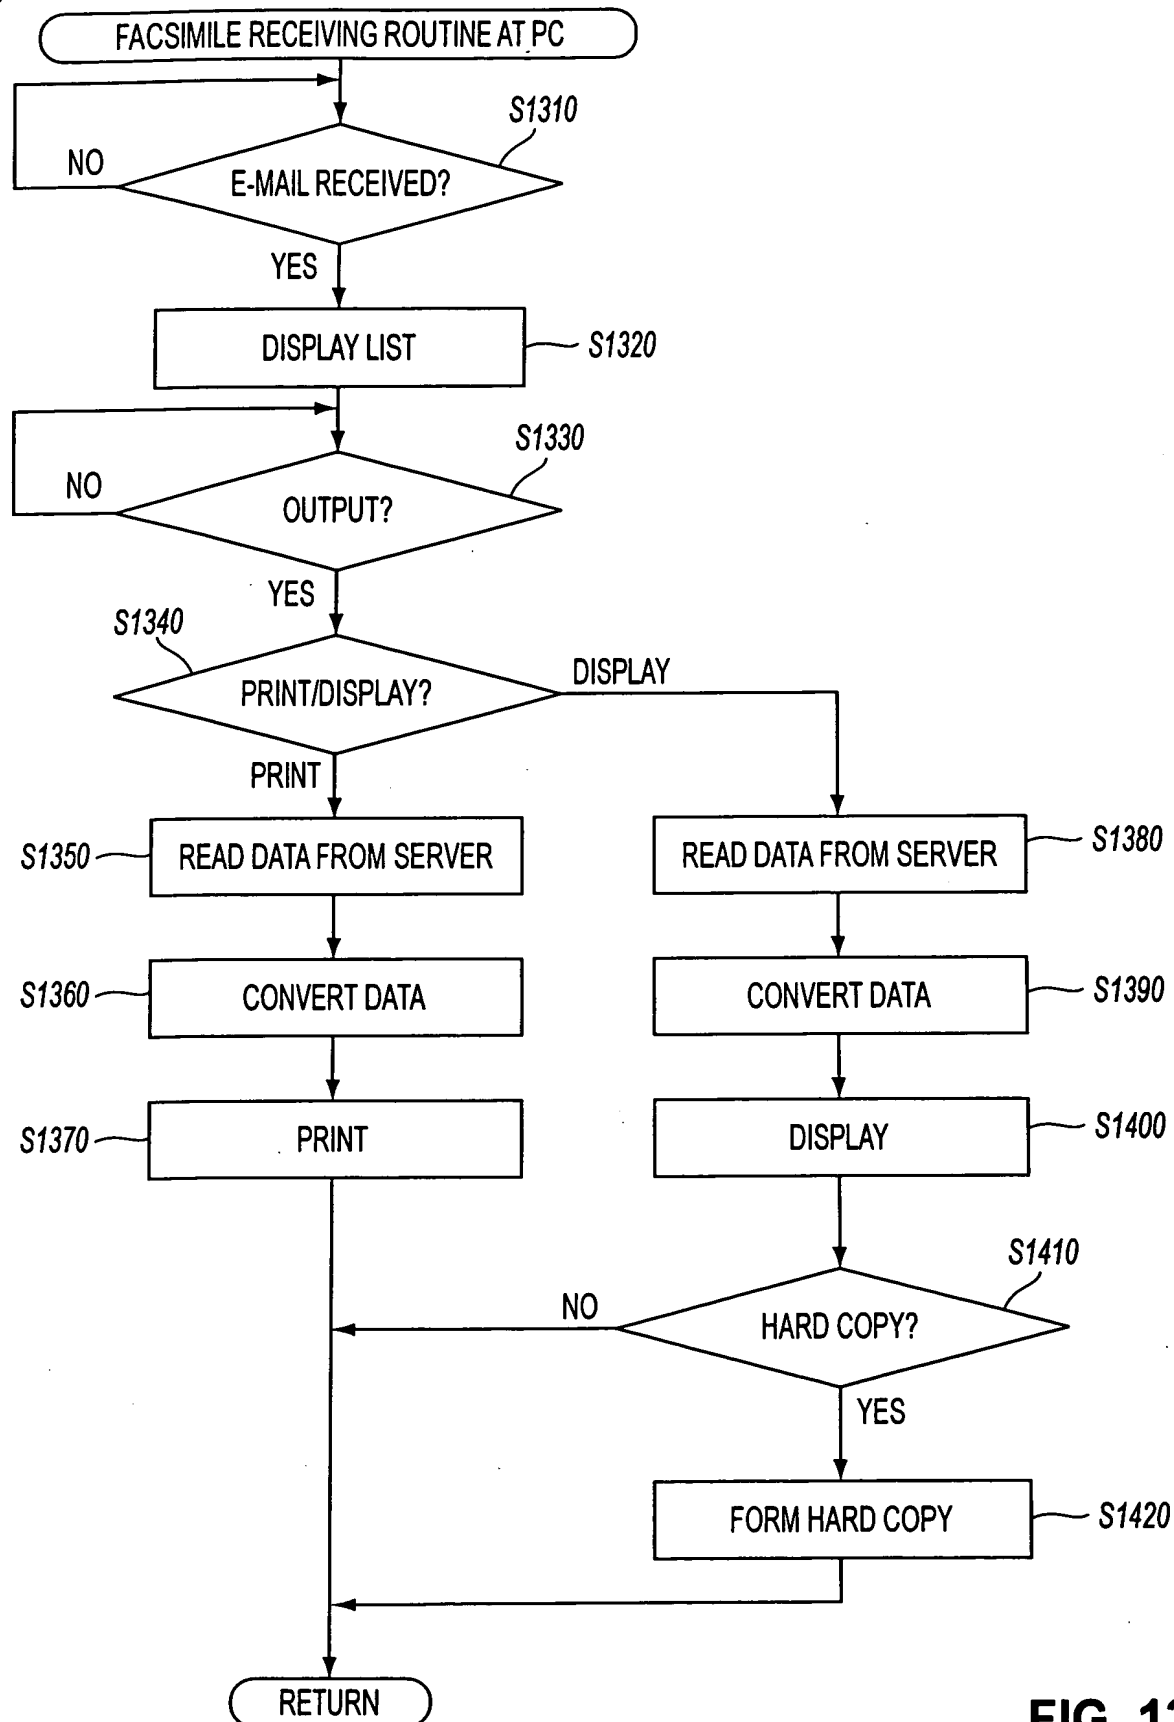 FACSIMILE RECEIVING ROUTINE AT PC
S1310
NO
E-MAIL RECEIVED?
YES
DISPLAY LIST
S1320
S1330
NO
OUTPUT?
YES
S1340
PRINT/DISPLAY?
DISPLAY
PRINT
S1350
READ DATA FROM SERVER
READ DATA FROM SERVER
S1380
S1360
CONVERT DATA
CONVERT DATA
S1390
S1370
PRINT
DISPLAY
S1400
S1410
NO
HARD COPY?
YES
FORM HARD COPY
S1420
RETURN
FIG.